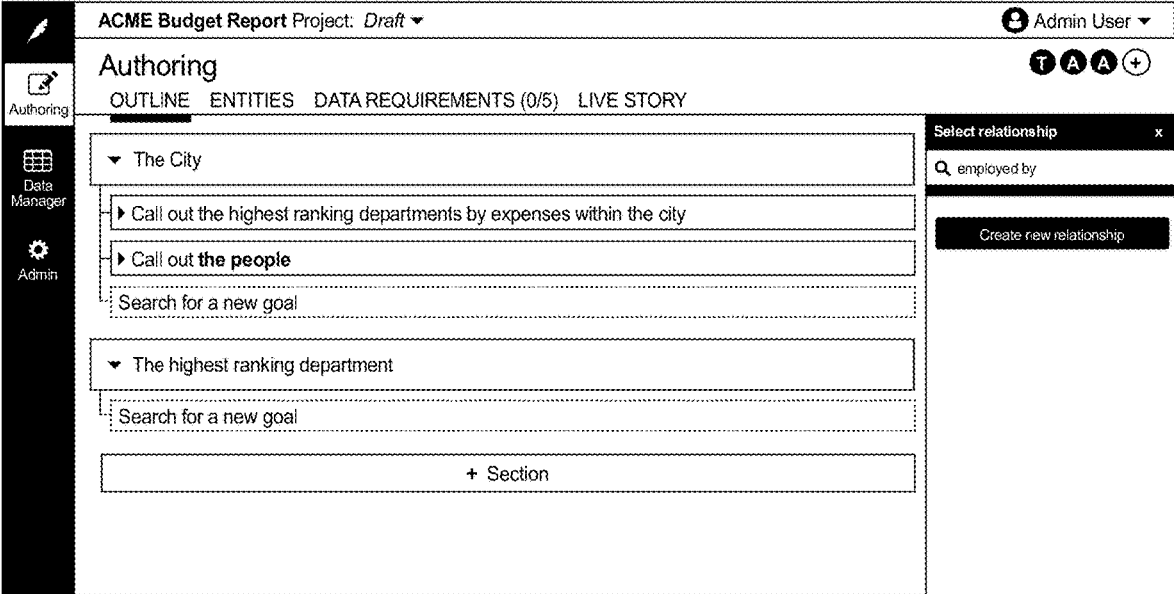 ACME Budget Report Project: Draft
Admin User
Authoring
T A A +
Authoring
OUTLINE ENTITIES DATA REQUIREMENTS (0/5) LIVE STORY
Data
Manager
Admin
The City
Call out the highest ranking departments by expenses within the city
Call out the people
Search for a new goal
The highest ranking department
Search for a new goal
+ Section
Select relationship x
employed by
Create new relationship